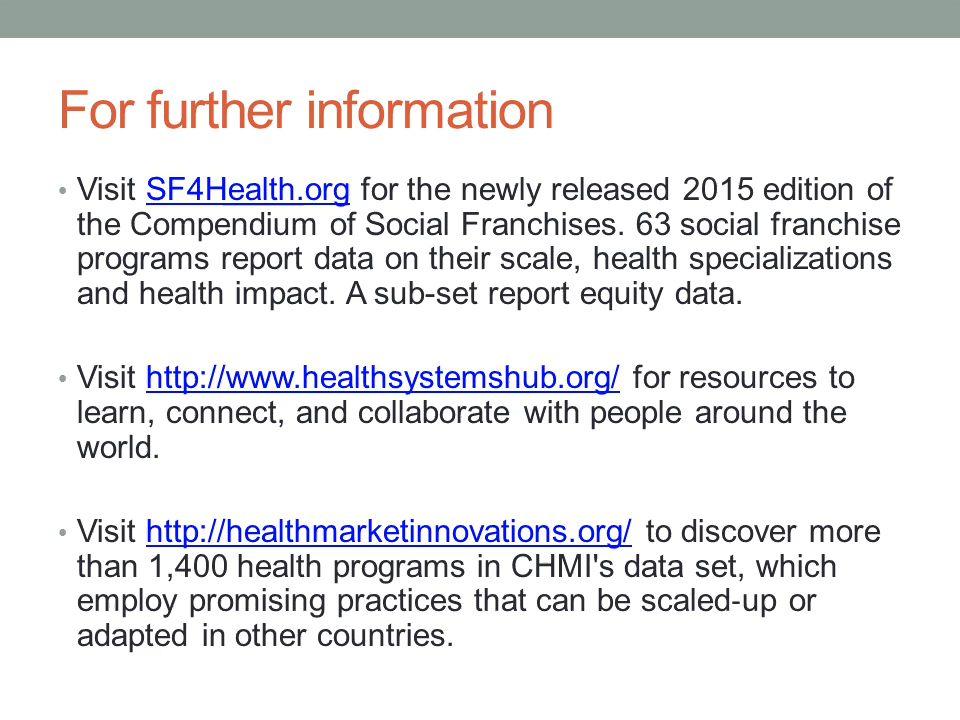 For further information
• Visit SF4Health.org for the newly released 2015 edition of
the Compendium of Social Franchises. 63 social franchise
programs report data on their scale, health specializations
and health impact. A sub-set report equity data.
• Visit http://www.healthsystemshub.org/ for resources to
learn, connect, and collaborate with people around the
world.
• Visit http://healthmarketinnovations.org/ to discover more
than 1,400 health programs in CHMI's data set, which
employ promising practices that can be scaled-up or
adapted in other countries.